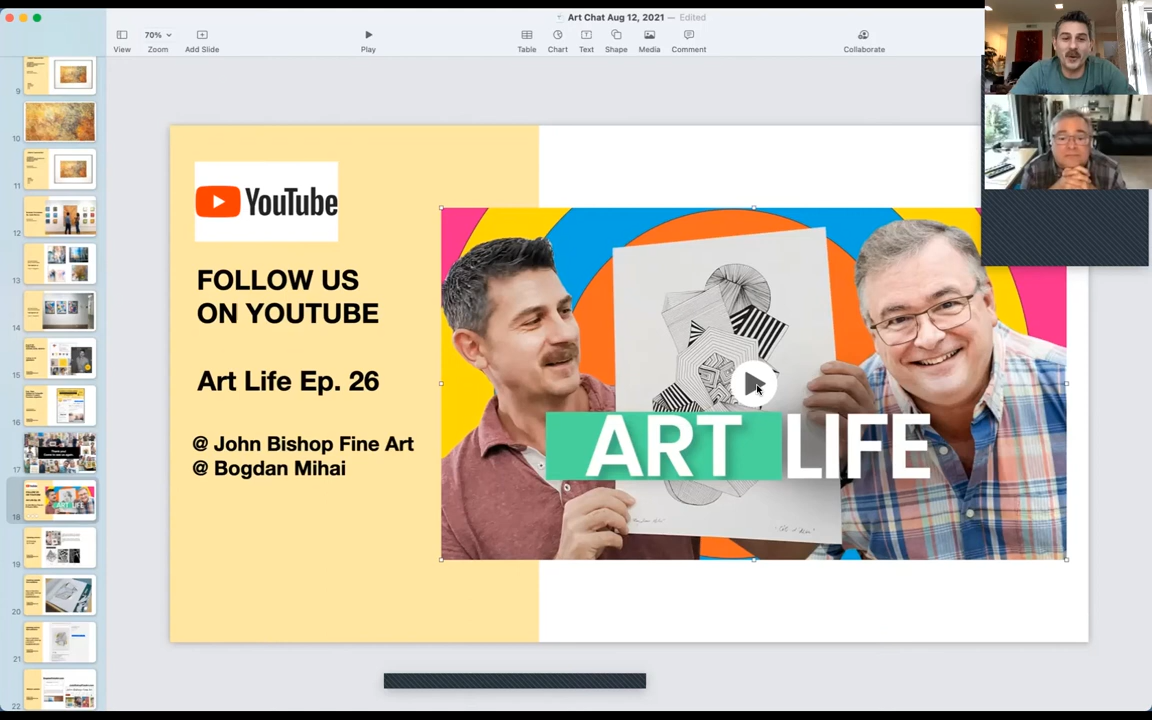 Art Chat Aug 12, 2021 — Edited
70%
View
Zoom
Add Slide
Play
Table
Chart
Text
Shape
Media
Comment
Collaborate
9
10
11
12
13
14
15
16
17
18
19
20
21
22
YouTube
FOLLOW US
ON YOUTUBE
Art Life Ep. 26
@ John Bishop Fine Art
@ Bogdan Mihai
ART LIFE